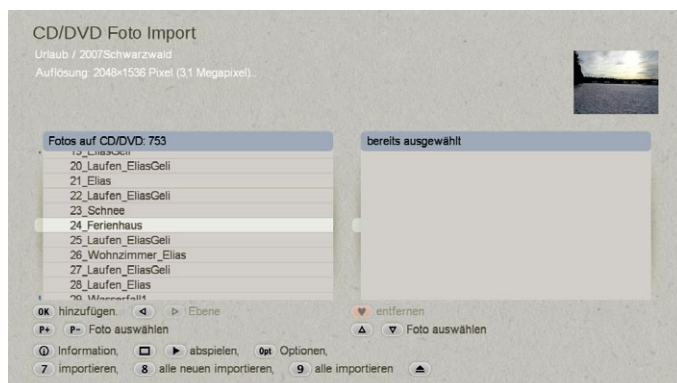 CD/DVD Foto Import
Urlaub / 2007Schwarzwald
Auflösung: 2048×1536 Pixel (3,1 Megapixel)..
Fotos auf CD/DVD: 753
19_EliasGeli
20_Laufen_EliasGeli
21_Elias
22_Laufen_EliasGeli
23_Schnee
24_Ferienhaus
25_Laufen_EliasGeli
26_Wohnzimmer_Elias
27_Laufen_EliasGeli
28_Laufen_Elias
29_Wasserfall1
bereits ausgewählt
OK hinzufügen. Ebene
P+ P- Foto auswählen
entfernen
Foto auswählen
Information, abspielen, Opt Optionen,
7 importieren, 8 alle neuen importieren, 9 alle importieren